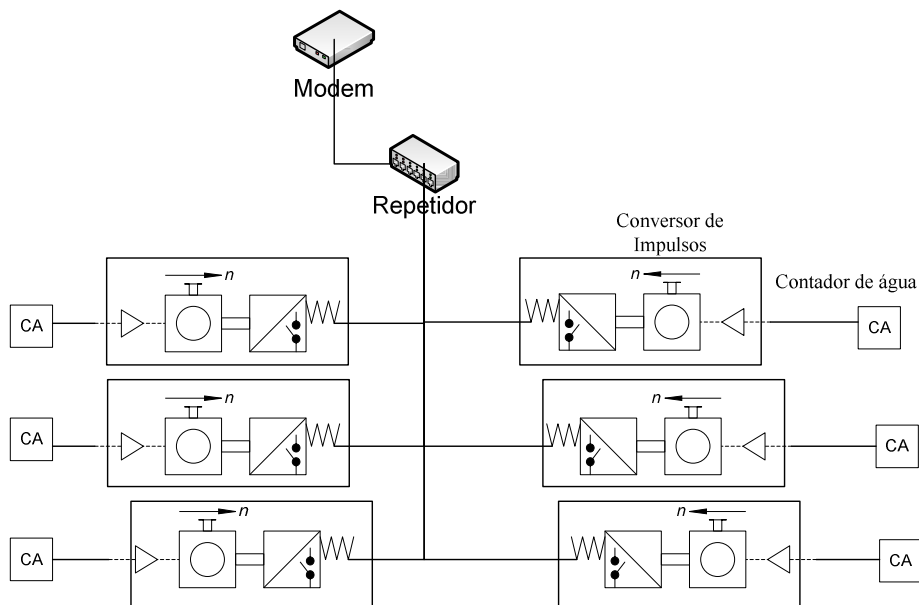 Modem
Repetidor
Conversor de
Impulsos
Contador de água
n
n
CA
CA
n
n
CA
CA
n
n
CA
CA